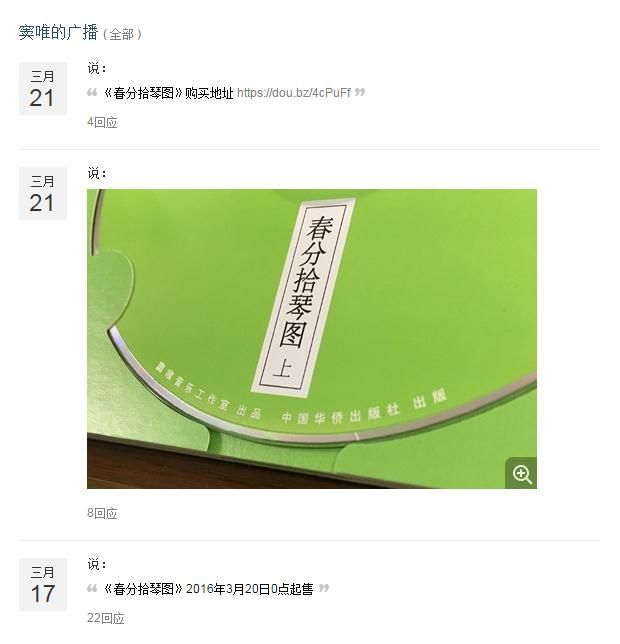 窦唯的广播 (全部)
三月
21
说：
《春分拾琴图》购买地址 https://dou.bz/4cPuFf
4回应
三月
21
说：
春分拾琴图 上
窦唯音乐工作室 出品 中国华侨出版社 出版
8回应
三月
17
说：
《春分拾琴图》2016年3月20日0点起售
22回应